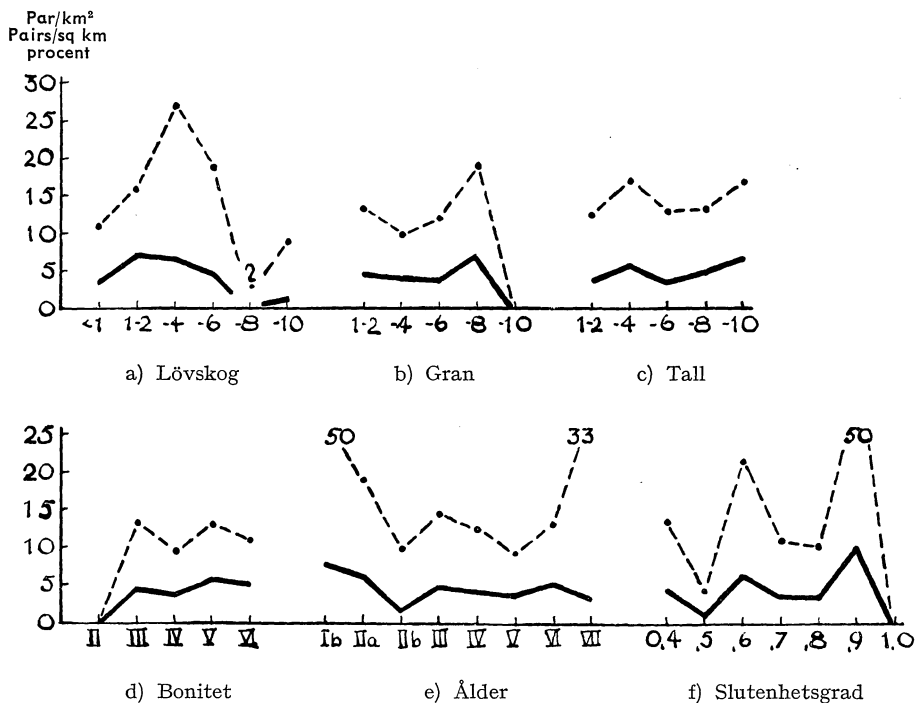 Par/km²
Pairs/sq km
procent
30
25
20
15
10
5
0
2
<1 1-2 -4 -6 -8 -10
1-2 -4 -6 -8 -10
1-2 -4 -6 -8 -10
a) Lövskog
b) Gran
c) Tall
25
20
15
10
5
0
50
33
50
II III IV V VI
Ib IIa IIb III IV V VI VII
0,4 ,5 ,6 ,7 ,8 ,9 1,0
d) Bonitet
e) Ålder
f) Slutenhetsgrad